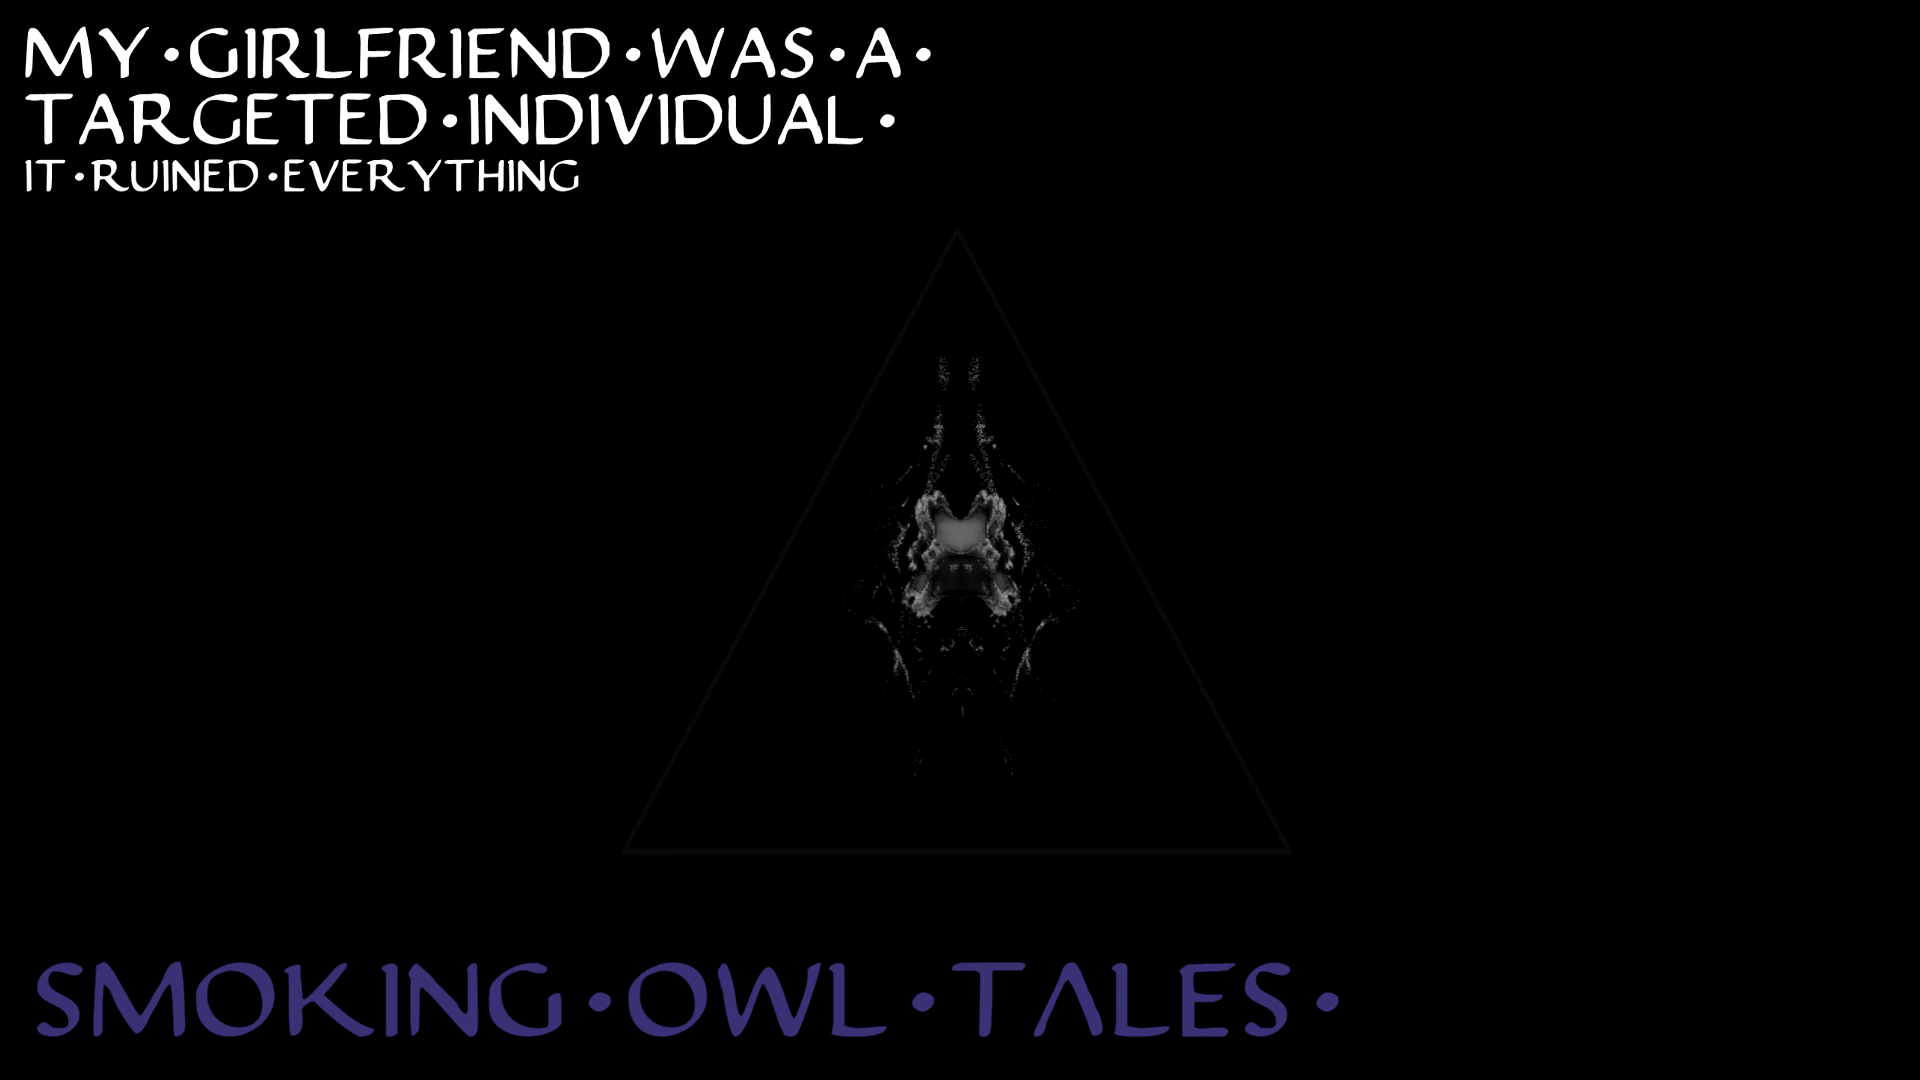 MY·GIRLFRIEND·WAS·A·
TARGETED·INDIVIDUAL·
IT·RUINED·EVERYTHING
SMOKING·OWL·TALES·